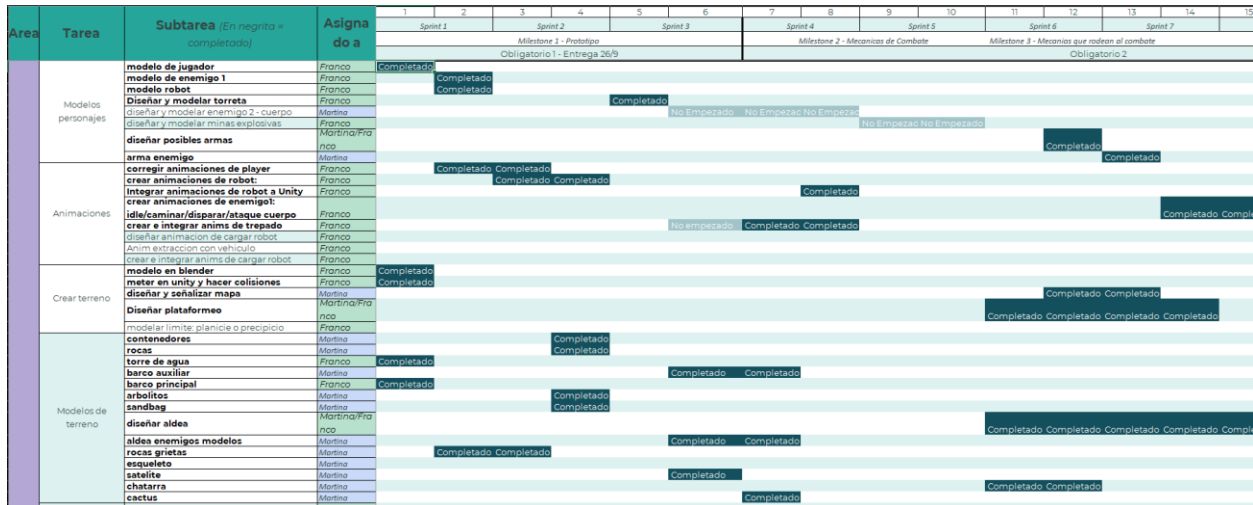 Area Tarea Subtarea (En negrita = completado) Asignado a
1 2 3 4 5 6 7 8 9 10 11 12 13 14 15
Sprint 1 Sprint 2 Sprint 3 Sprint 4 Sprint 5 Sprint 6 Sprint 7
Milestone 1 - Prototipo Milestone 2 - Mecanicas de Combate Milestone 3 - Mecanias que rodean al combate
Obligatorio 1 - Entrega 26/9 Obligatorio 2
Modelos personajes
modelo de jugador Franco Completado
modelo de enemigo 1 Franco Completado
modelo robot Franco Completado
Diseñar y modelar torreta Franco Completado
diseñar y modelar enemigo 2 - cuerpo Martina No Empezado No Empezac No Empezad
diseñar y modelar minas explosivas Franco No Empezac No Empezado
diseñar posibles armas Martina/Franco Completado
arma enemigo Martina Completado
Animaciones
corregir animaciones de player Franco Completado Completado
crear animaciones de robot: Franco Completado Completado
Integrar animaciones de robot a Unity Franco Completado
crear animaciones de enemigo1:
idle/caminar/disparar/ataque cuerpo Franco Completado Comple
crear e integrar anims de trepado Franco No empezado Completado Completado
diseñar animacion de cargar robot Franco
Anim extraccion con vehiculo Franco
crear e integrar anims de cargar robot Franco
Crear terreno
modelo en blender Franco Completado
meter en unity y hacer colisiones Franco Completado
diseñar y señalizar mapa Martina Completado Completado
Diseñar plataformeo Martina/Franco Completado Completado Completado Completado
modelar limite: planicie o precipicio Franco
Modelos de terreno
contenedores Martina Completado
rocas Martina Completado
torre de agua Franco Completado
barco auxiliar Martina Completado Completado
barco principal Franco Completado
arbolitos Martina Completado
sandbag Martina Completado
diseñar aldea Martina/Franco Completado Completado Completado Completado Comple
aldea enemigos modelos Martina Completado Completado
rocas grietas Martina Completado Completado
esqueleto Martina
satelite Martina Completado
chatarra Martina Completado Completado
cactus Martina Completado